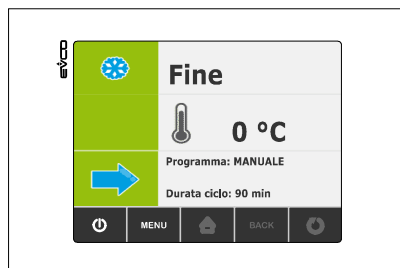 EVCO
Fine
0 °C
Programma: MANUALE
Durata ciclo: 90 min
MENU
BACK